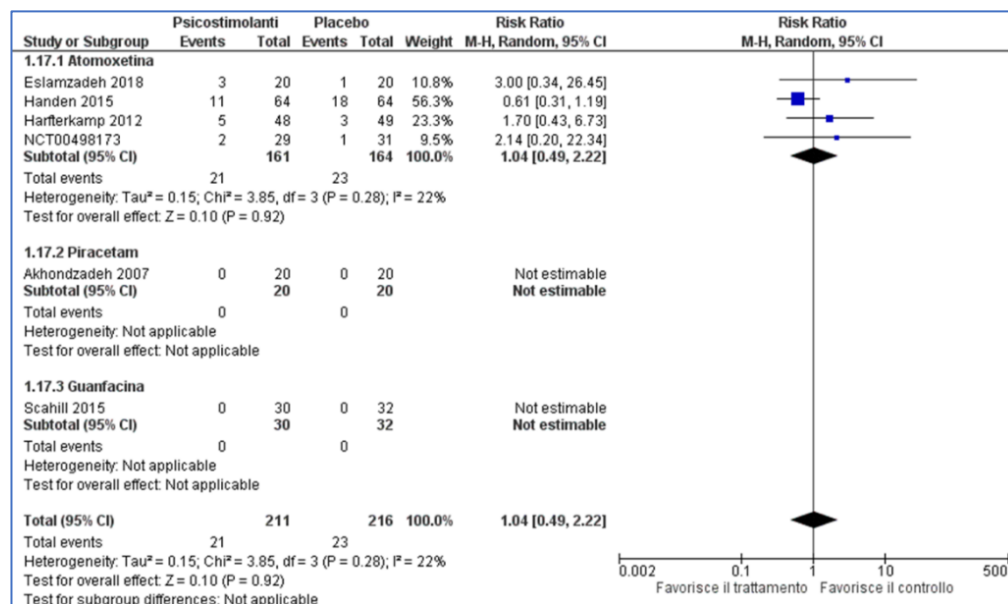 Psicostimolanti Placebo Risk Ratio Risk Ratio
Study or Subgroup Events Total Events Total Weight M-H, Random, 95% CI M-H, Random, 95% CI
1.17.1 Atomoxetina
Eslamzadeh 2018 3 20 1 20 10.8% 3.00 [0.34, 26.45]
Handen 2015 11 64 18 64 56.3% 0.61 [0.31, 1.19]
Harfterkamp 2012 5 48 3 49 23.3% 1.70 [0.43, 6.73]
NCT00498173 2 29 1 31 9.5% 2.14 [0.20, 22.34]
Subtotal (95% CI) 161 164 100.0% 1.04 [0.49, 2.22]
Total events 21 23
Heterogeneity: Tau² = 0.15; Chi² = 3.85, df = 3 (P = 0.28); I² = 22%
Test for overall effect: Z = 0.10 (P = 0.92)
1.17.2 Piracetam
Akhondzadeh 2007 0 20 0 20 Not estimable
Subtotal (95% CI) 20 20 Not estimable
Total events 0 0
Heterogeneity: Not applicable
Test for overall effect: Not applicable
1.17.3 Guanfacina
Scahill 2015 0 30 0 32 Not estimable
Subtotal (95% CI) 30 32 Not estimable
Total events 0 0
Heterogeneity: Not applicable
Test for overall effect: Not applicable
Total (95% CI) 211 216 100.0% 1.04 [0.49, 2.22]
Total events 21 23
Heterogeneity: Tau² = 0.15; Chi² = 3.85, df = 3 (P = 0.28); I² = 22%
Test for overall effect: Z = 0.10 (P = 0.92)
Test for subgroup differences: Not applicable
0.002 0.1 1 10 500
Favorisce il trattamento Favorisce il controllo